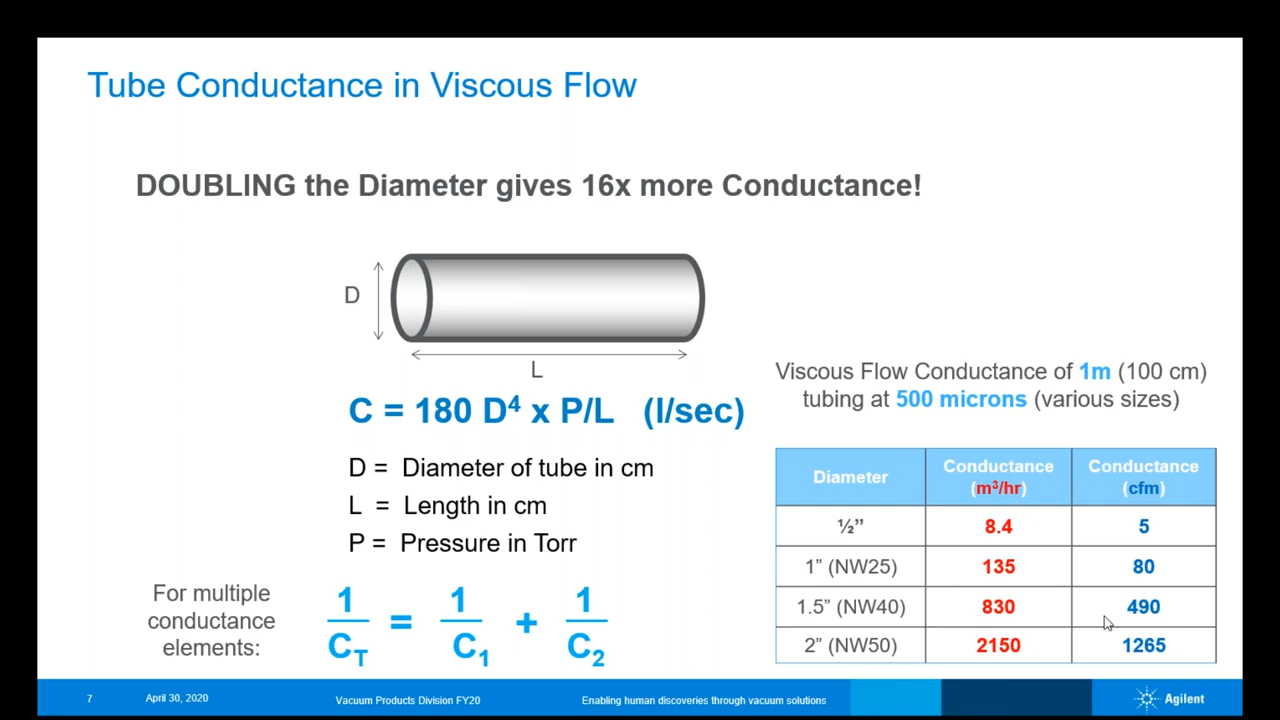 Tube Conductance in Viscous Flow
DOUBLING the Diameter gives 16x more Conductance!
D
L
C = 180 D⁴ x P/L (l/sec)
D = Diameter of tube in cm
L = Length in cm
P = Pressure in Torr
For multiple
conductance
elements:
1/C_T = 1/C₁ + 1/C₂
Viscous Flow Conductance of 1m (100 cm)
tubing at 500 microns (various sizes)
Diameter Conductance (m³/hr) Conductance (cfm)
½” 8.4 5
1” (NW25) 135 80
1.5” (NW40) 830 490
2” (NW50) 2150 1265
7 April 30, 2020 Vacuum Products Division FY20 Enabling human discoveries through vacuum solutions Agilent